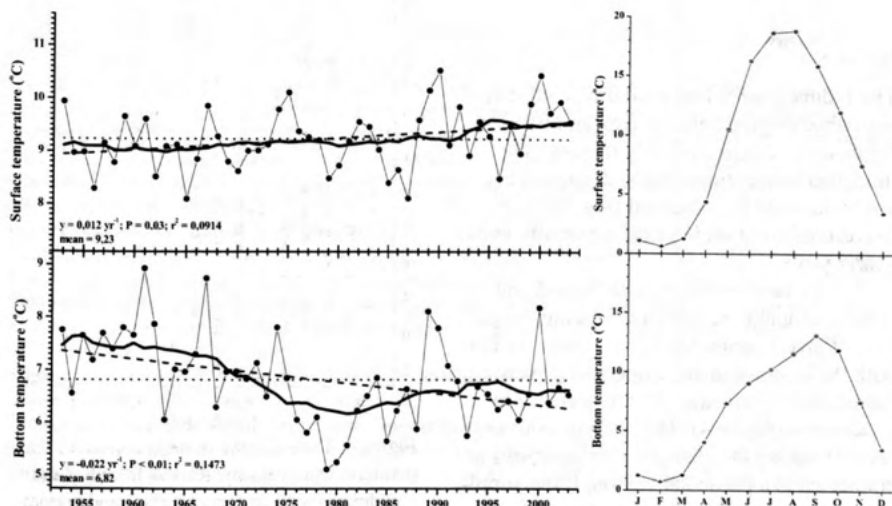 Surface temperature (°C)
11
10
9
8
y = 0,012 yr⁻¹; P = 0,03; r² = 0,0914
mean = 9,23
Surface temperature (°C)
20
15
10
5
0
Bottom temperature (°C)
9
8
7
6
5
y = -0,022 yr⁻¹; P < 0,01; r² = 0,1473
mean = 6,82
1955 1960 1965 1970 1975 1980 1985 1990 1995 2000
Bottom temperature (°C)
15
10
5
0
J F M A M J J A S O N D